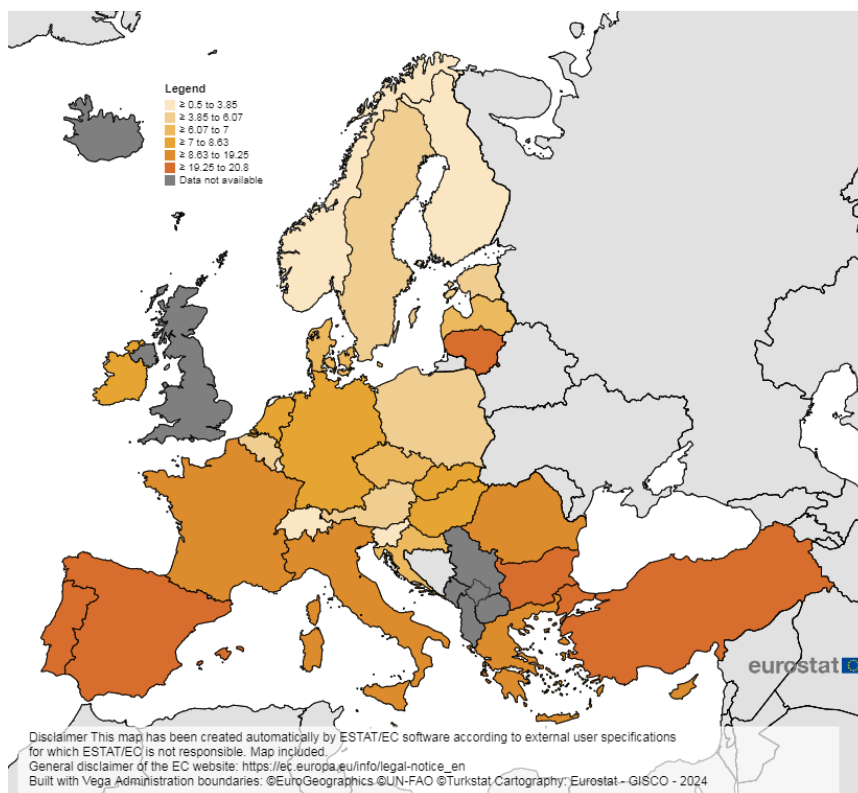 Legend
≥ 0.5 to 3.85
≥ 3.85 to 6.07
≥ 6.07 to 7
≥ 7 to 8.63
≥ 8.63 to 19.25
≥ 19.25 to 20.8
Data not available
eurostat
Disclaimer This map has been created automatically by ESTAT/EC software according to external user specifications
for which ESTAT/EC is not responsible. Map included.
General disclaimer of the EC website: https://ec.europa.eu/info/legal-notice_en
Built with Vega Administration boundaries: ©EuroGeographics ©UN-FAO ©Turkstat Cartography: Eurostat - GISCO - 2024